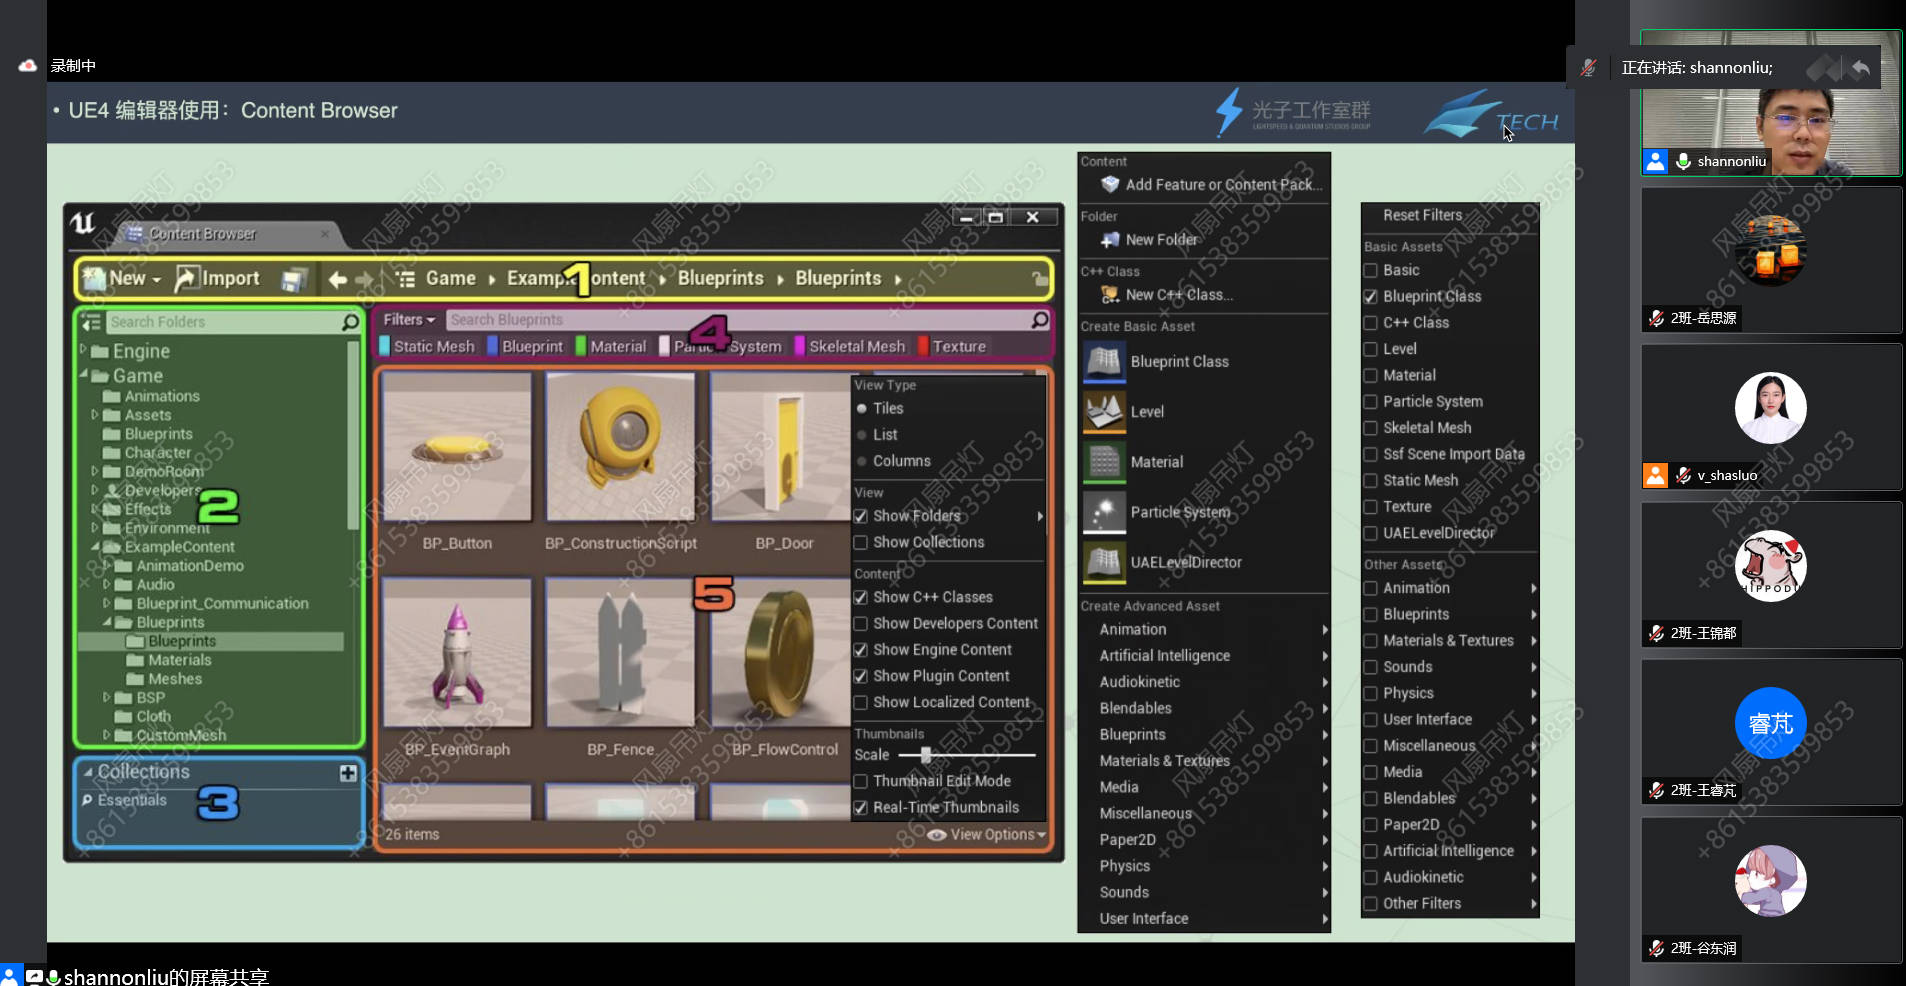 录制中
正在讲话: shannonliu;
• UE4 编辑器使用：Content Browser
光子工作室群
LIGHTSPEED & QUANTUM STUDIOS GROUP
TECH
Content Browser
New
Import
Game
Blueprints
Blueprints
1
Search Folders
Engine
Game
Animations
Assets
Blueprints
Character
DemoRoom
Developers
Effects
Environment
ExampleContent
AnimationDemo
Audio
Blueprint_Communication
Blueprints
Blueprints
Materials
Meshes
BSP
Cloth
CustomMesh
2
Collections
Essentials
3
Filters
Search Blueprints
Static Mesh
Blueprint
Material
System
Skeletal Mesh
Texture
4
BP_Button
BP_ConstructionScript
BP_Door
BP_EventGraph
BP_Fence
BP_FlowControl
5
26 items
View Options
View Type
Tiles
List
Columns
View
Show Folders
Show Collections
Content
Show C++ Classes
Show Developers Content
Show Engine Content
Show Plugin Content
Show Localized Content
Thumbnails
Scale
Thumbnail Edit Mode
Real-Time Thumbnails
Content
Add Feature or Content Pack...
Folder
New Folder
C++ Class
New C++ Class...
Create Basic Asset
Blueprint Class
Level
Material
Particle System
UAELevelDirector
Create Advanced Asset
Animation
Artificial Intelligence
Audiokinetic
Blendables
Blueprints
Materials & Textures
Media
Miscellaneous
Paper2D
Physics
Sounds
User Interface
Reset Filters
Basic Assets
Basic
Blueprint Class
C++ Class
Level
Material
Particle System
Skeletal Mesh
Ssf Scene Import Data
Static Mesh
Texture
UAELevelDirector
Other Assets
Animation
Blueprints
Materials & Textures
Sounds
Physics
User Interface
Miscellaneous
Media
Blendables
Paper2D
Artificial Intelligence
Audiokinetic
Other Filters
shannonliu
2班-岳思源
v_shasluo
HIPPODU
2班-王锦都
睿芃
2班-王睿芃
2班-谷东润
shannonliu的屏幕共享
风扇吊灯
+8615383599853